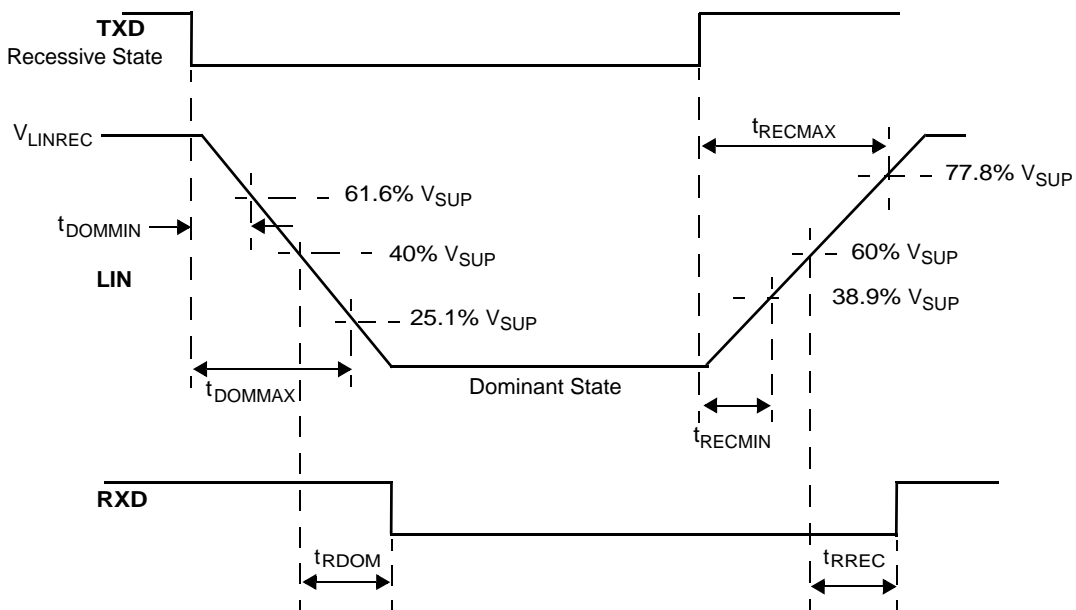 TXD
Recessive State
VLINREC
tRECMAX
77.8% VSUP
61.6% VSUP
tDOMMIN
40% VSUP
60% VSUP
LIN
38.9% VSUP
25.1% VSUP
tDOMMAX
Dominant State
tRECMIN
RXD
tRDOM
tRREC